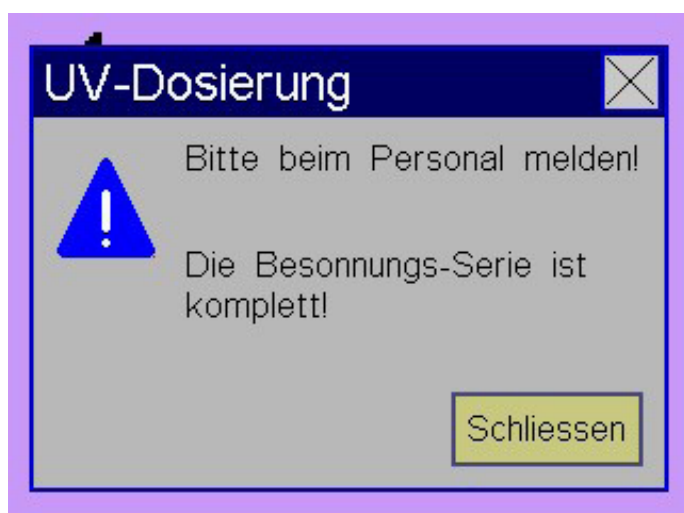 UV-Dosierung
Bitte beim Personal melden!
Die Besonnungs-Serie ist
komplett!
Schliessen